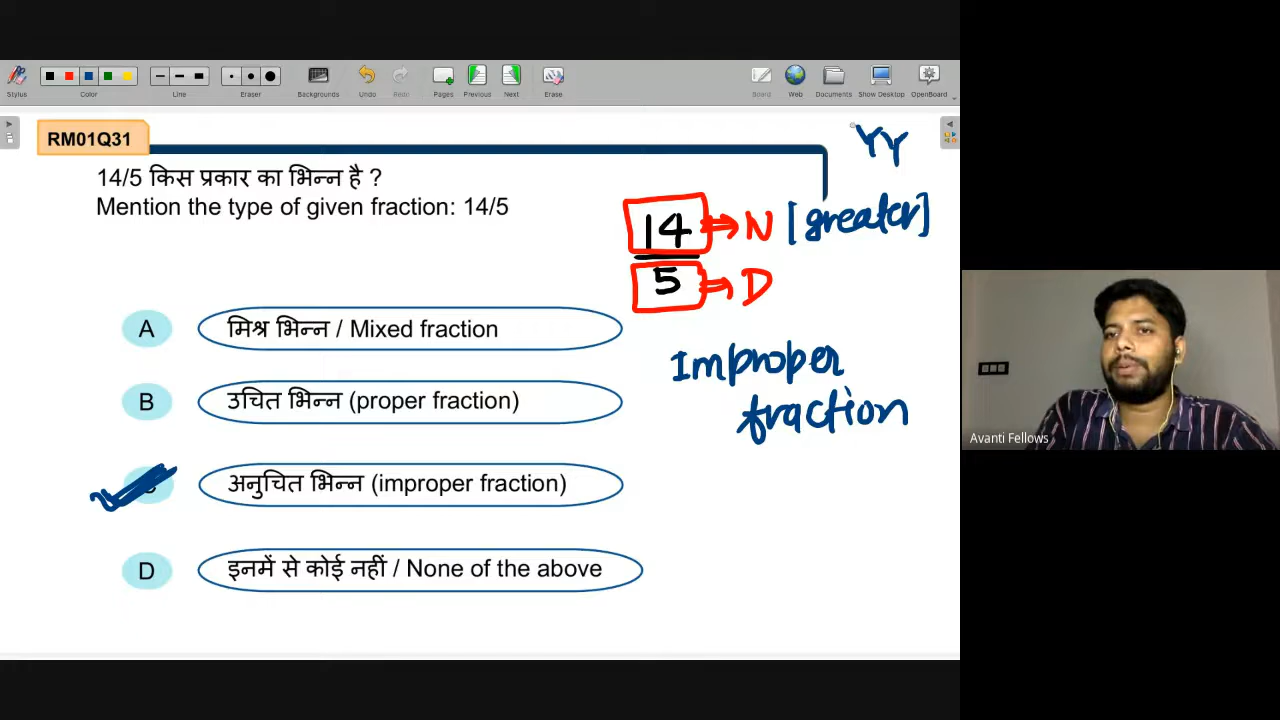 Stylus
Color
Line
Eraser
Backgrounds
Undo
Redo
Pages
Previous
Next
Erase
Board
Web
Documents
Show Desktop
OpenBoard
RM01Q31
YY
14/5 किस प्रकार का भिन्न है ?
Mention the type of given fraction: 14/5
14 ⇒ N [greater]
5 ⇒ D
A मिश्र भिन्न / Mixed fraction
Improper
fraction
B उचित भिन्न (proper fraction)
अनुचित भिन्न (improper fraction)
D इनमें से कोई नहीं / None of the above
Avanti Fellows